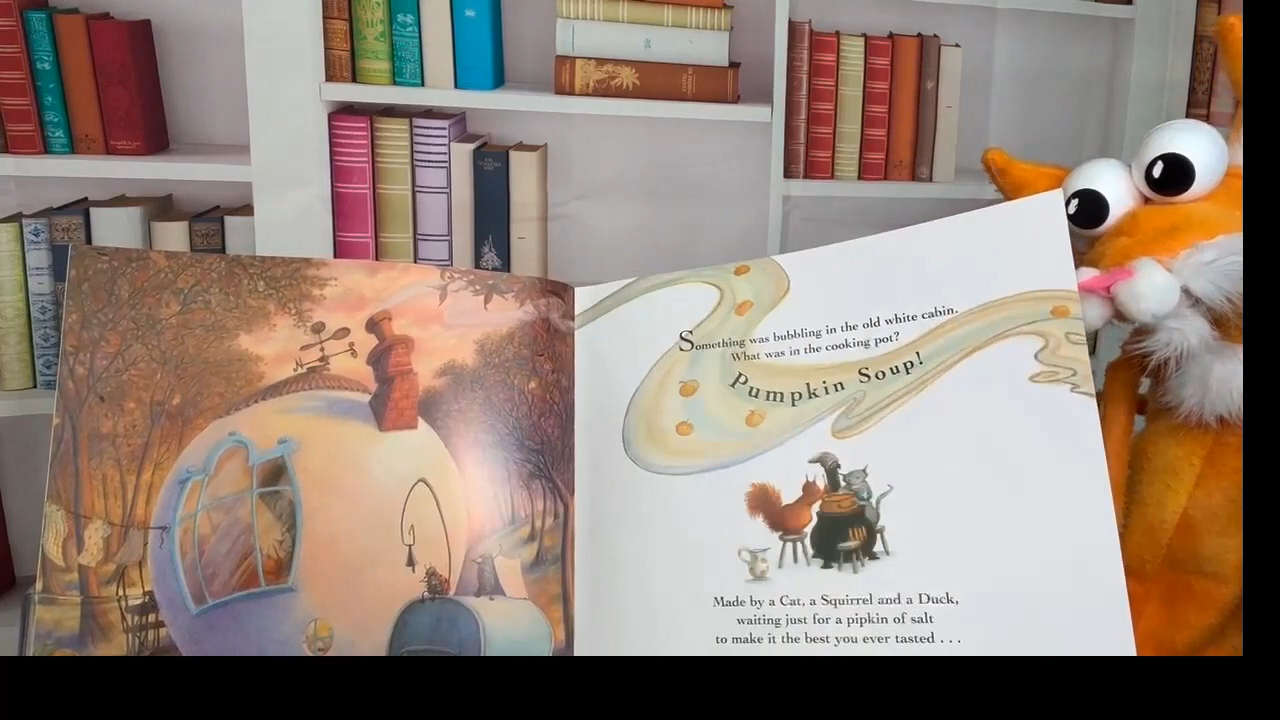 Something was bubbling in the old white cabin.
What was in the cooking pot?
Pumpkin Soup!
Made by a Cat, a Squirrel and a Duck,
waiting just for a pipkin of salt
to make it the best you ever tasted . . .